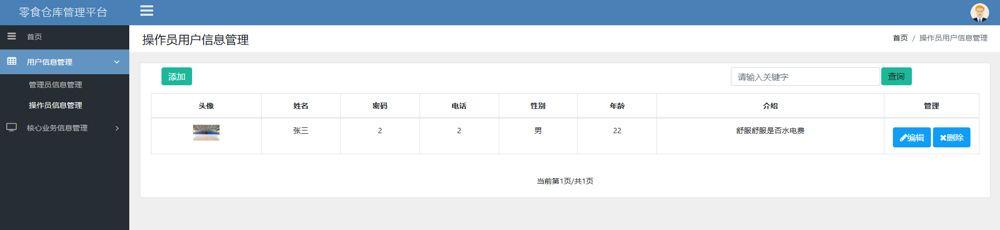 零食仓库管理平台
首页
用户信息管理
管理员信息管理
操作员信息管理
核心业务信息管理
操作员用户信息管理
首页 / 操作员用户信息管理
添加
请输入关键字 查询
头像 姓名 密码 电话 性别 年龄 介绍 管理
张三 2 2 男 22 舒服舒服是否水电费 编辑 删除
当前第1页/共1页